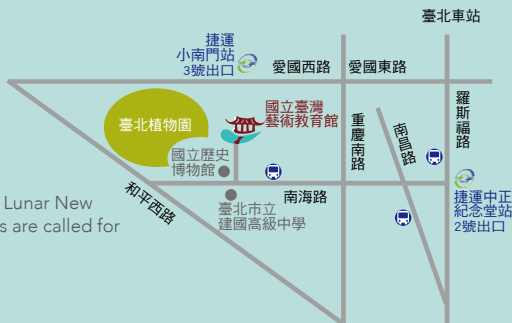 臺北車站
捷運
小南門站
3號出口
愛國西路
愛國東路
國立臺灣
藝術教育館
臺北植物園
重慶南路
南昌路
羅斯福路
國立歷史
博物館
和平西路
南海路
捷運中正
紀念堂站
2號出口
臺北市立
建國高級中學
Lunar New
s are called for